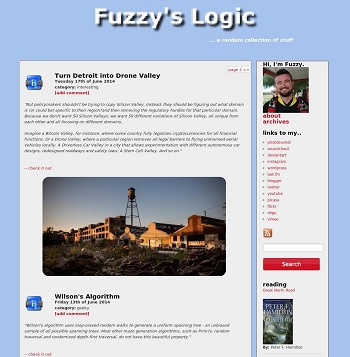 Fuzzy's Logic
... a random collection of stuff
page 2 >>
Turn Detroit into Drone Valley
Tuesday 17th of June 2014
category: interesting
[add comment]
"But policymakers shouldn't be trying to copy Silicon Valley. Instead, they should be figuring out what domain
is (or could be) specific to their region—and then removing the regulatory hurdles for that particular domain.
Because we don't want 50 Silicon Valleys; we want 50 different variations of Silicon Valley, all unique from
each other and all focusing on different domains.
Imagine a Bitcoin Valley, for instance, where some country fully legalizes cryptocurrencies for all financial
functions. Or a Drone Valley, where a particular region removes all legal barriers to flying unmanned aerial
vehicles locally. A Driverless Car Valley in a city that allows experimentation with different autonomous car
designs, redesigned roadways and safety laws. A Stem Cell Valley. And so on."
-- check it out
Wilson's Algorithm
Friday 13th of June 2014
category: geeky
[add comment]
"Wilson's algorithm uses loop-erased random walks to generate a uniform spanning tree - an unbiased
sample of all possible spanning trees. Most other maze generation algorithms, such as Prim's, random
traversal and randomized depth-first traversal, do not have this beautiful property."
-- check it out
Hi, I'm Fuzzy.
about
archives
links to my..
photobucket
soundcloud
deviantart
instagram
wordpress
last.fm
blogger
twitter
youtube
picasa
flickr
diigo
vimeo
Search
reading
Great North Road
PETER F.
HAMILTON
By: Peter F. Hamilton